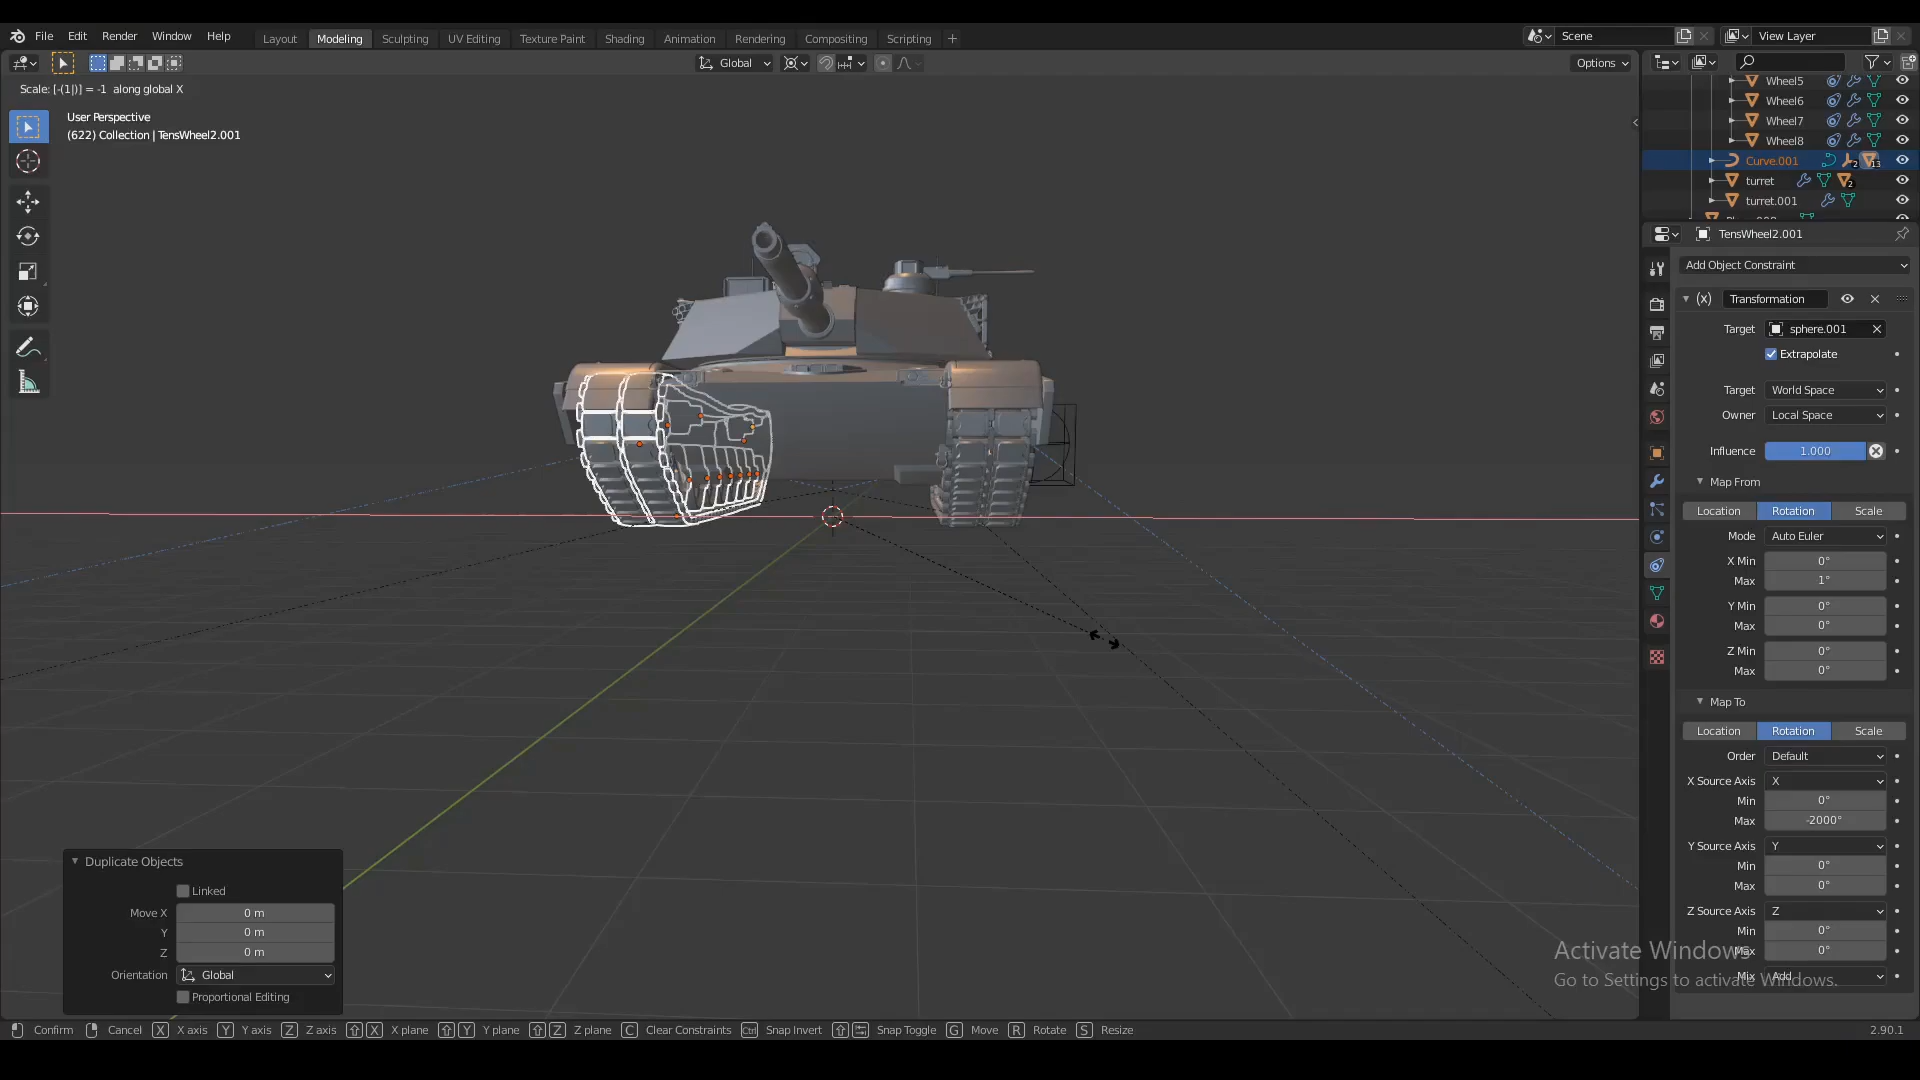 File Edit Render Window Help Layout Modeling Sculpting UV Editing Texture Paint Shading Animation Rendering Compositing Scripting + Scene View Layer
Global Options
Scale: [-(1|)] = -1 along global X
User Perspective
(622) Collection | TensWheel2.001
Wheel5
Wheel6
Wheel7
Wheel8
Curve.001 2 13
turret 2
turret.001
TensWheel2.001
Add Object Constraint
Transformation
Target sphere.001
Extrapolate
Target World Space
Owner Local Space
Influence 1.000
Map From
Location Rotation Scale
Mode Auto Euler
X Min 0°
Max 1°
Y Min 0°
Max 0°
Z Min 0°
Max 0°
Map To
Location Rotation Scale
Order Default
X Source Axis X
Min 0°
Max -2000°
Y Source Axis Y
Min 0°
Max 0°
Z Source Axis Z
Min 0°
Max 0°
Mix Add
Activate Windows
Go to Settings to activate Windows.
Duplicate Objects
Linked
Move X 0 m
Y 0 m
Z 0 m
Orientation Global
Proportional Editing
Confirm Cancel X X axis Y Y axis Z Z axis X X plane Y Y plane Z Z plane C Clear Constraints Ctrl Snap Invert Snap Toggle G Move R Rotate S Resize 2.90.1